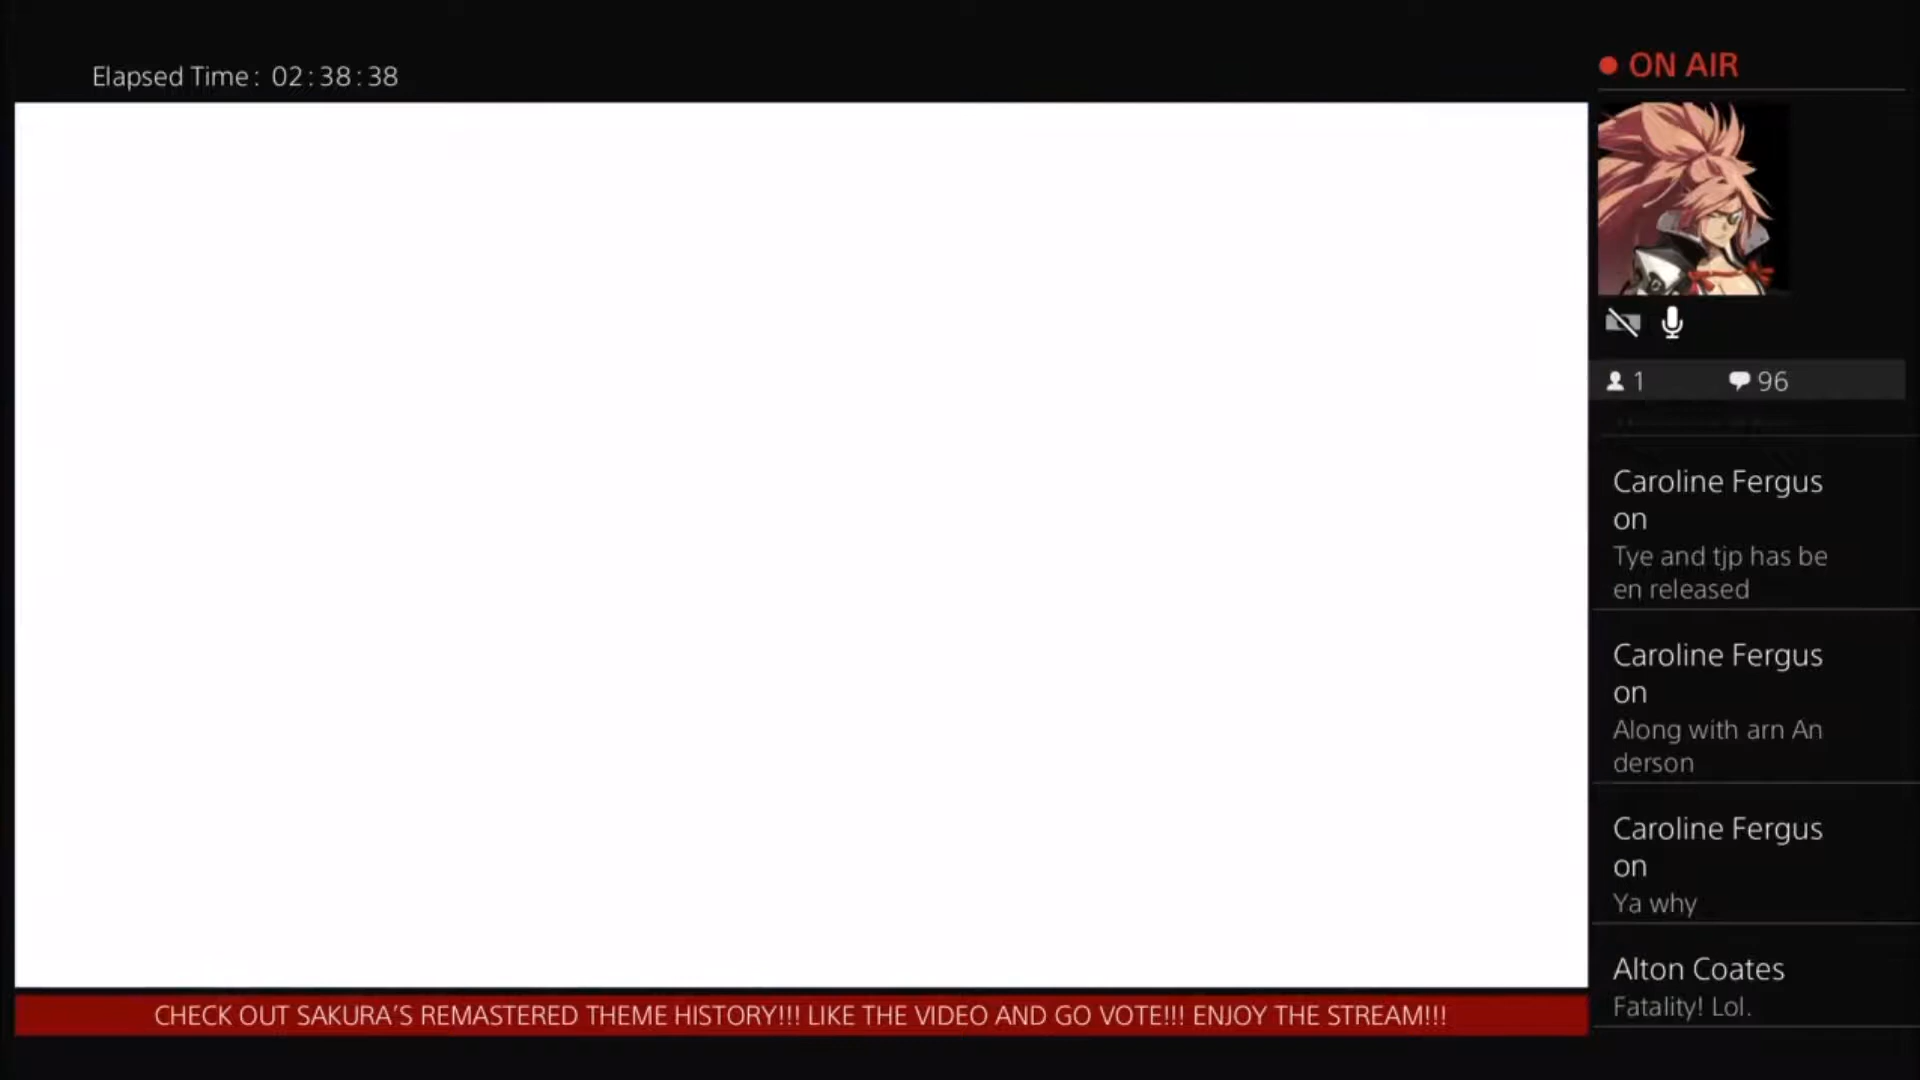 Elapsed Time: 02:38:38
ON AIR
1 96
Caroline Fergus
on
Tye and tjp has be
en released
Caroline Fergus
on
Along with arn An
derson
Caroline Fergus
on
Ya why
Alton Coates
Fatality! Lol.
CHECK OUT SAKURA'S REMASTERED THEME HISTORY!!! LIKE THE VIDEO AND GO VOTE!!! ENJOY THE STREAM!!!